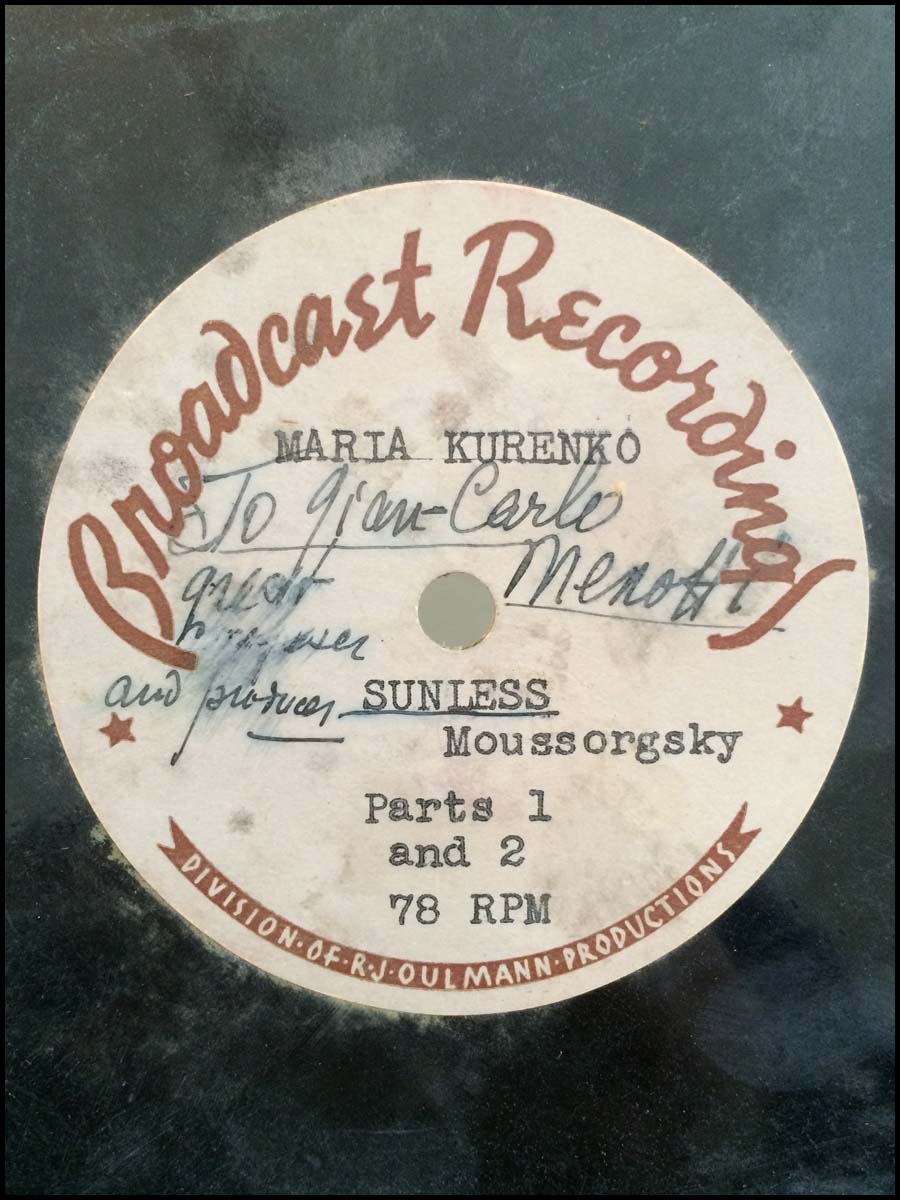 Broadcast Recordings
MARIA KURENKO
To Gian-Carlo
Menotti
great
and producer
SUNLESS
Moussorgsky
Parts 1
and 2
78 RPM
DIVISION·OF·R·J·OULMANN·PRODUCTIONS